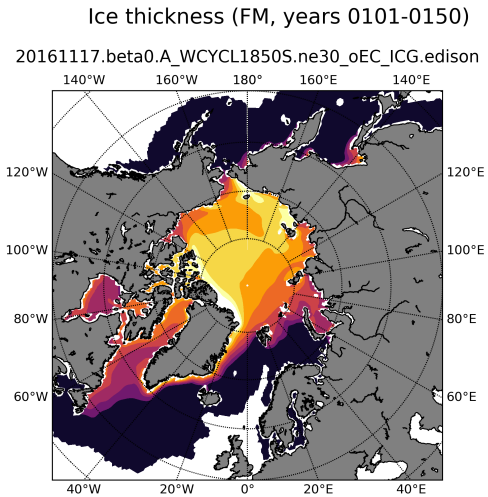 Ice thickness (FM, years 0101-0150)
20161117.beta0.A_WCYCL1850S.ne30_oEC_ICG.edison
140°W 160°W 180° 160°E 140°E
120°W 120°E
100°W 100°E
80°W 80°E
60°W 60°E
40°W 20°W 0° 20°E 40°E